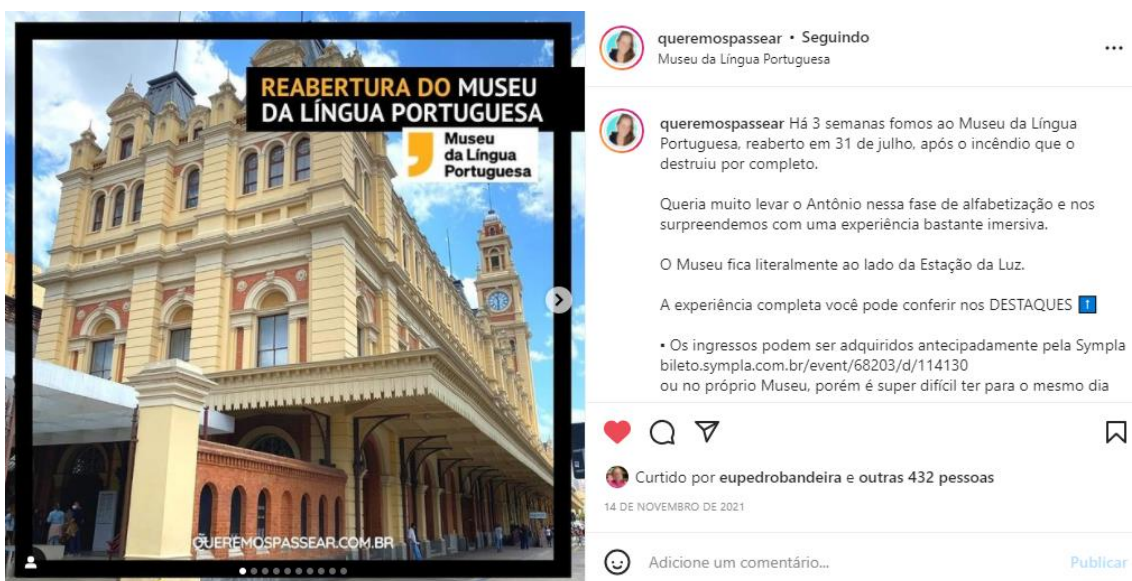 REABERTURA DO MUSEU
DA LÍNGUA PORTUGUESA
Museu
da Língua
Portuguesa
QUEREMOSPASSEAR.COM.BR
queremospassear • Seguindo
Museu da Língua Portuguesa
queremospassear Há 3 semanas fomos ao Museu da Língua
Portuguesa, reaberto em 31 de julho, após o incêndio que o
destruiu por completo.
Queria muito levar o Antônio nessa fase de alfabetização e nos
surpreendemos com uma experiência bastante imersiva.
O Museu fica literalmente ao lado da Estação da Luz.
A experiência completa você pode conferir nos DESTAQUES ⬆️
▪ Os ingressos podem ser adquiridos antecipadamente pela Sympla
bileto.sympla.com.br/event/68203/d/114130
ou no próprio Museu, porém é super difícil ter para o mesmo dia
Curtido por eupedrobandeira e outras 432 pessoas
14 DE NOVEMBRO DE 2021
Adicione um comentário...
Publicar